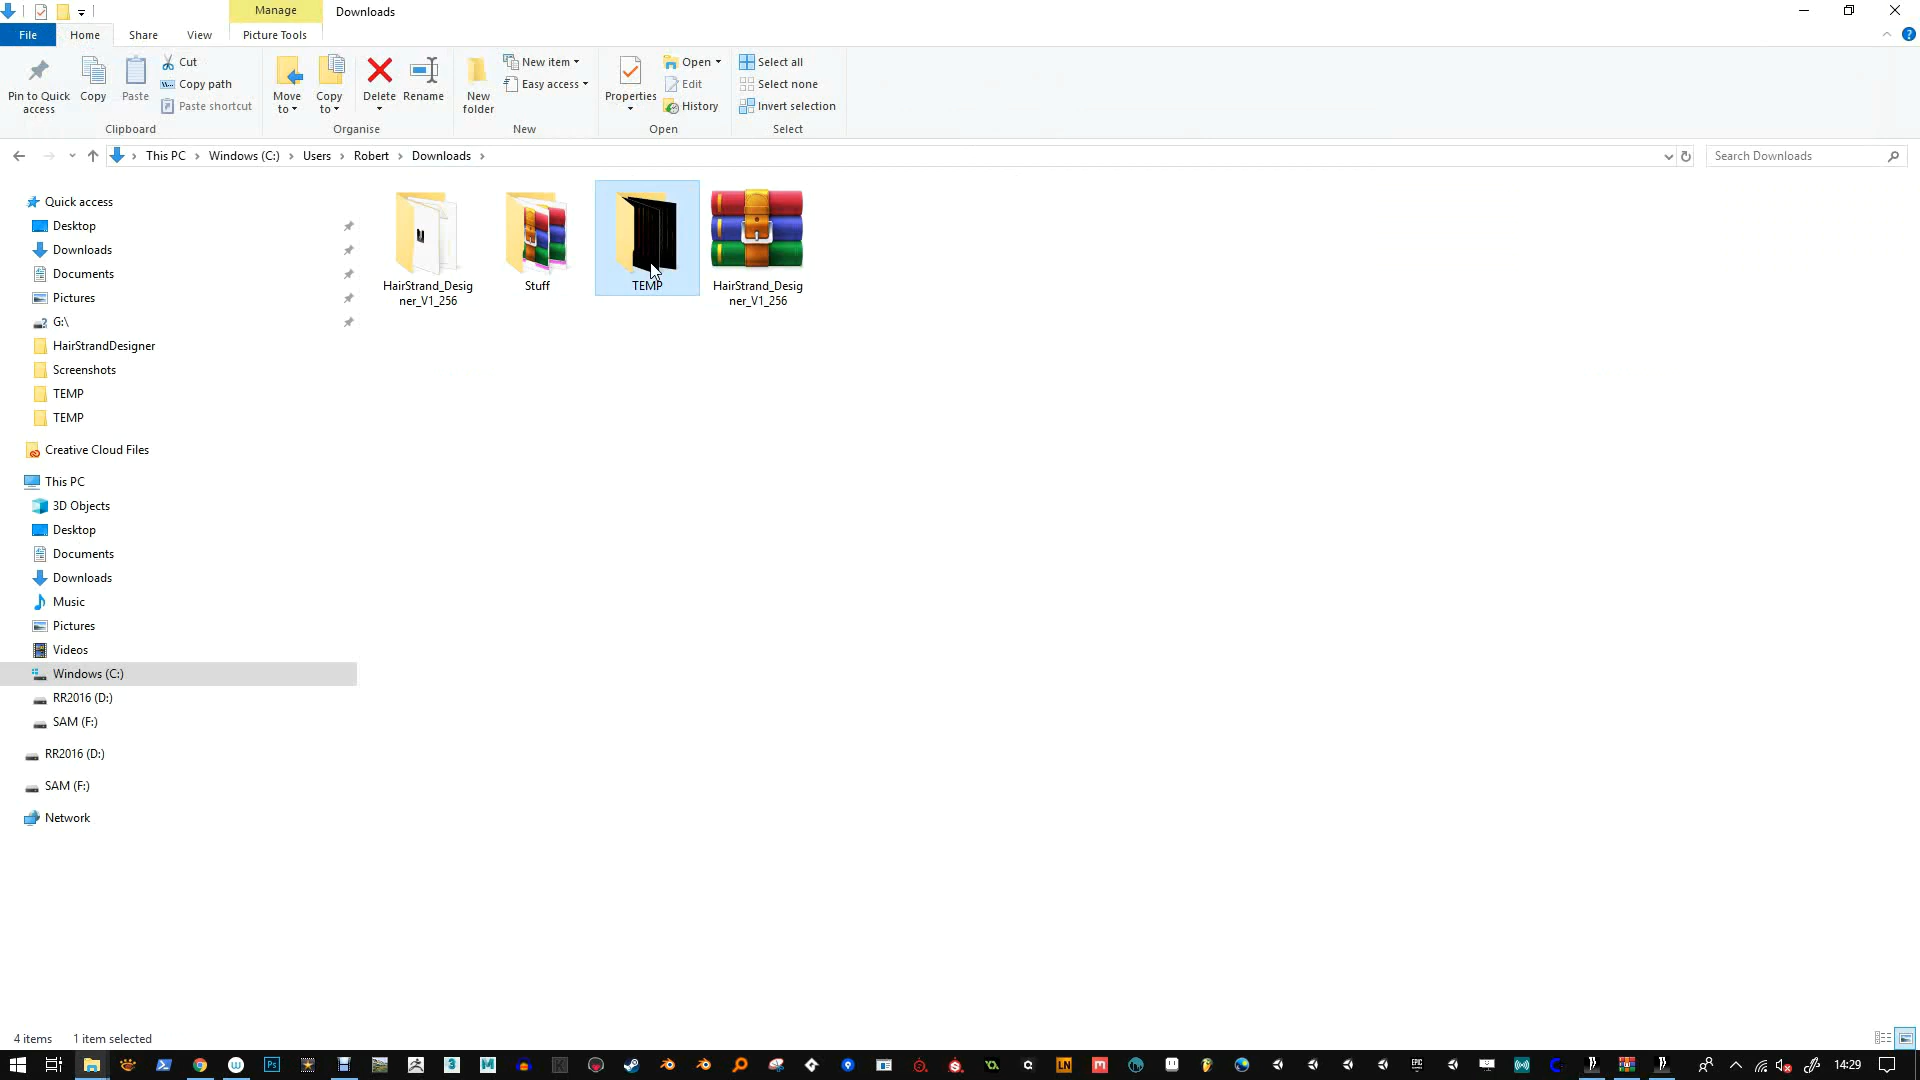 Manage
Downloads
File
Home
Share
View
Picture Tools
Pin to Quick access
Copy
Paste
Cut
Copy path
Paste shortcut
Clipboard
Move to
Copy to
Delete
Rename
Organise
New folder
New item
Easy access
New
Properties
Open
Edit
History
Open
Select all
Select none
Invert selection
Select
This PC
Windows (C:)
Users
Robert
Downloads
Search Downloads
Quick access
Desktop
Downloads
Documents
Pictures
G:\
HairStrandDesigner
Screenshots
TEMP
TEMP
Creative Cloud Files
This PC
3D Objects
Desktop
Documents
Downloads
Music
Pictures
Videos
Windows (C:)
RR2016 (D:)
SAM (F:)
RR2016 (D:)
SAM (F:)
Network
HairStrand_Desig
ner_V1_256
Stuff
TEMP
HairStrand_Desig
ner_V1_256
4 items
1 item selected
14:29